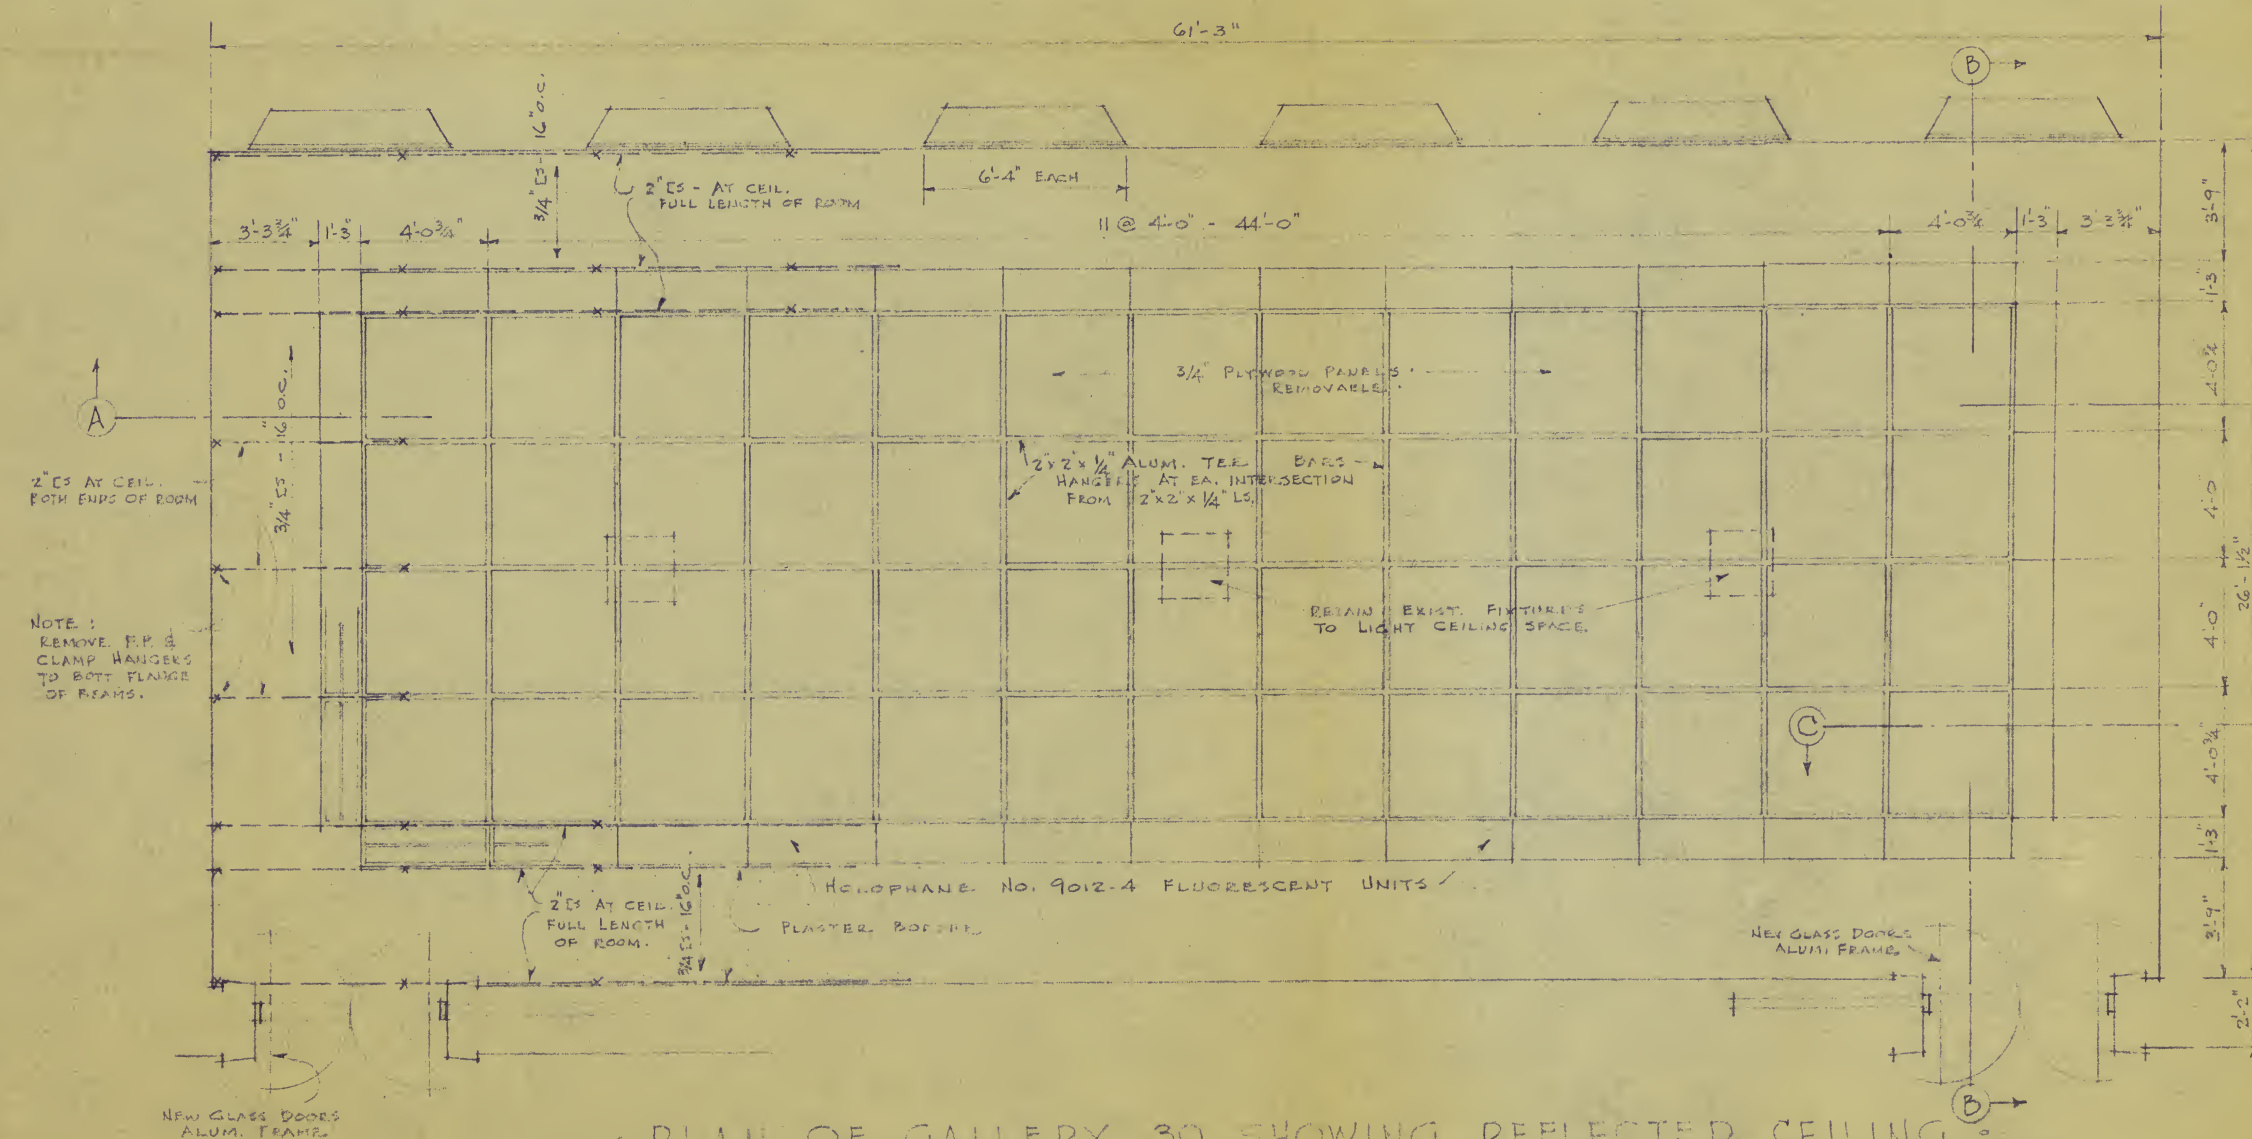 61'-3"
B
3/4" [S - 16" O.C.
2" [S - AT CEIL.
FULL LENGTH OF ROOM
6'-4" EACH
3'-3¾"
1'-3"
4'-0¾"
11 @ 4'-0" - 44'-0"
4'-0¾
1'-3"
3'-3¾"
3'-9"
1'-3"
4'-0¾
4'-0
4'-0"
4'-0¾"
1'-3"
3'-9"
26'-1½"
2'-2"
A
3/4" PLYWOOD PANELS
REMOVABLE.
2" [S AT CEIL.
BOTH ENDS OF ROOM
3/4" [S - 16" O.C.
2"x2"x¼" ALUM. TEE BARS
HANGERS AT EA. INTERSECTION
FROM 2"x2"x¼" LS.
NOTE :
REMOVE F.P. &
CLAMP HANGERS
TO BOTT FLANGE
OF BEAMS.
RETAIN EXIST. FIXTURES
TO LIGHT CEILING SPACE.
C
HOLOPHANE NO. 9012-4 FLUORESCENT UNITS
2" [S AT CEIL.
FULL LENGTH
OF ROOM.
3/4" [S - 16" O.C.
PLASTER BORDER
NEW GLASS DOORS
ALUM. FRAME
NEW GLASS DOORS
ALUM. FRAME
B
PLAN OF GALLERY 30 SHOWING REFLECTED CEILING